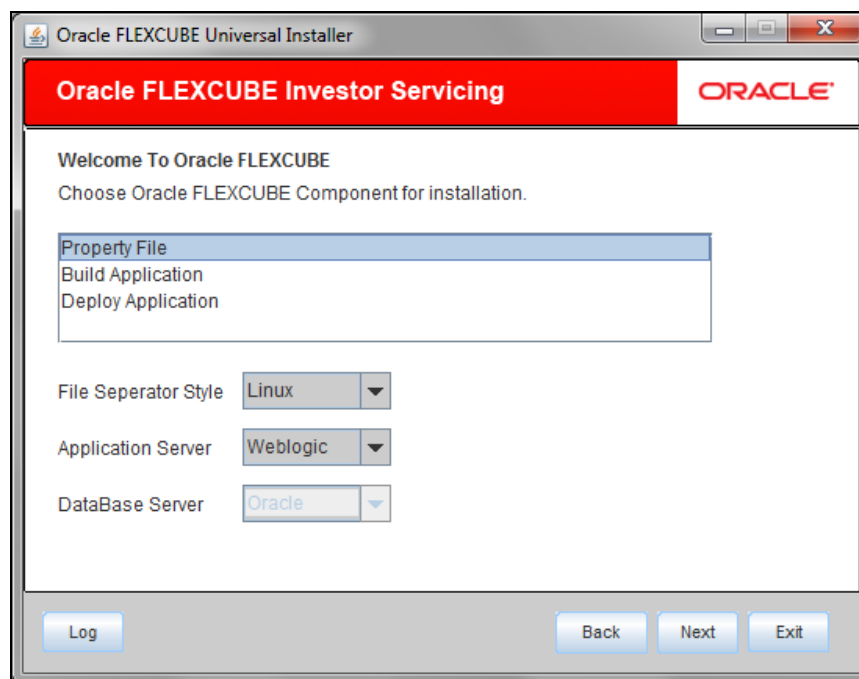 Oracle FLEXCUBE Universal Installer
Oracle FLEXCUBE Investor Servicing
ORACLE
Welcome To Oracle FLEXCUBE
Choose Oracle FLEXCUBE Component for installation.
Property File
Build Application
Deploy Application
File Seperator Style Linux
Application Server Weblogic
DataBase Server Oracle
Log Back Next Exit